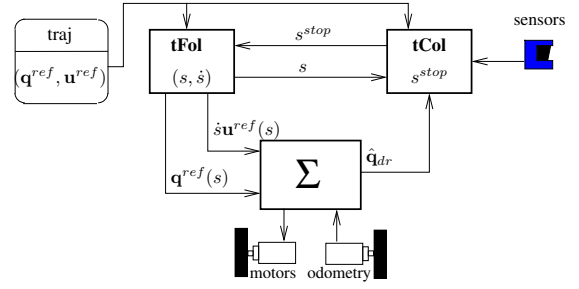 traj
(q^{ref}, u^{ref})
tFol
(s, ṡ)
s^{stop}
s
tCol
s^{stop}
sensors
ṡu^{ref}(s)
q^{ref}(s)
Σ
q̂_{dr}
motors
odometry